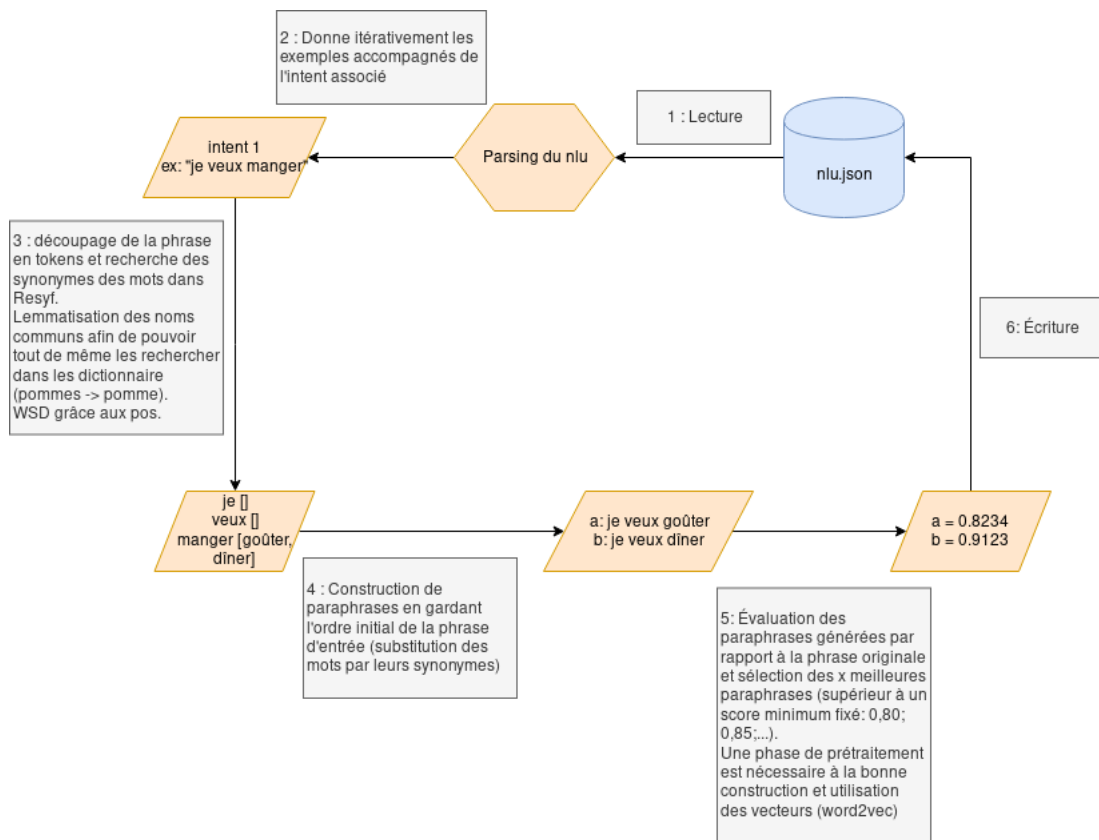 2 : Donne itérativement les
exemples accompagnés de
l'intent associé
1 : Lecture
intent 1
ex: "je veux manger"
Parsing du nlu
nlu.json
3 : découpage de la phrase
en tokens et recherche des
synonymes des mots dans
Resyf.
Lemmatisation des noms
communs afin de pouvoir
tout de même les rechercher
dans les dictionnaire
(pommes -> pomme).
WSD grâce aux pos.
6: Écriture
je []
veux []
manger [goûter,
dîner]
a: je veux goûter
b: je veux dîner
a = 0.8234
b = 0.9123
4 : Construction de
paraphrases en gardant
l'ordre initial de la phrase
d'entrée (substitution des
mots par leurs synonymes)
5: Évaluation des
paraphrases générées par
rapport à la phrase originale
et sélection des x meilleures
paraphrases (supérieur à un
score minimum fixé: 0,80;
0,85;...).
Une phase de prétraitement
est nécessaire à la bonne
construction et utilisation
des vecteurs (word2vec)